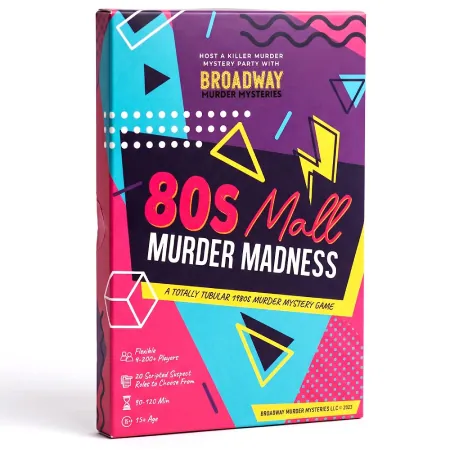 HOST A KILLER MURDER
MYSTERY PARTY WITH
BROADWAY
MURDER MYSTERIES
80S Mall
MURDER MADNESS
A TOTALLY TUBULAR 1980S MURDER MYSTERY GAME
Flexible
4-200+ Players
20 Scripted Suspect
Roles to Choose From
90-120 Min
15+ Age
BROADWAY MURDER MYSTERIES LLC © 2022